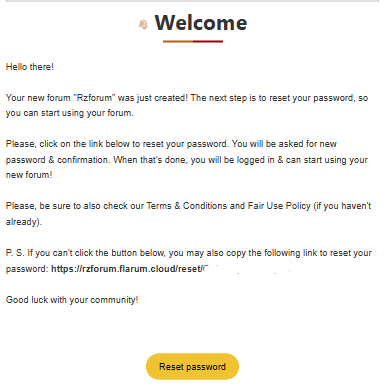 Welcome
Hello there!
Your new forum "Rzforum" was just created! The next step is to reset your password, so
you can start using your forum.
Please, click on the link below to reset your password. You will be asked for new
password & confirmation. When that's done, you will be logged in & can start using your
new forum!
Please, be sure to also check our Terms & Conditions and Fair Use Policy (if you haven't
already).
P. S. If you can't click the button below, you may also copy the following link to reset your
password: https://rzforum.flarum.cloud/reset/
Good luck with your community!
Reset password